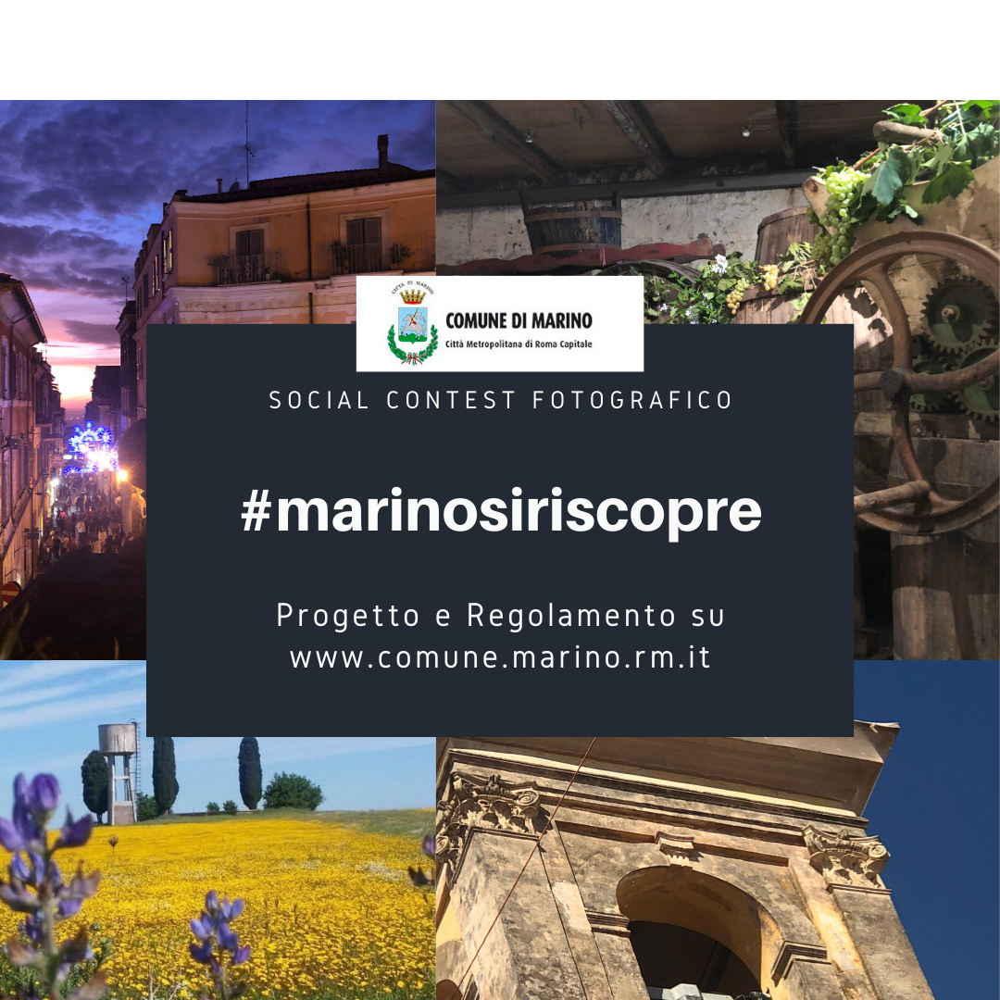 CITTÀ DI MARINO
COMUNE DI MARINO
Città Metropolitana di Roma Capitale
SOCIAL CONTEST FOTOGRAFICO
#marinosiriscopre
Progetto e Regolamento su
www.comune.marino.rm.it